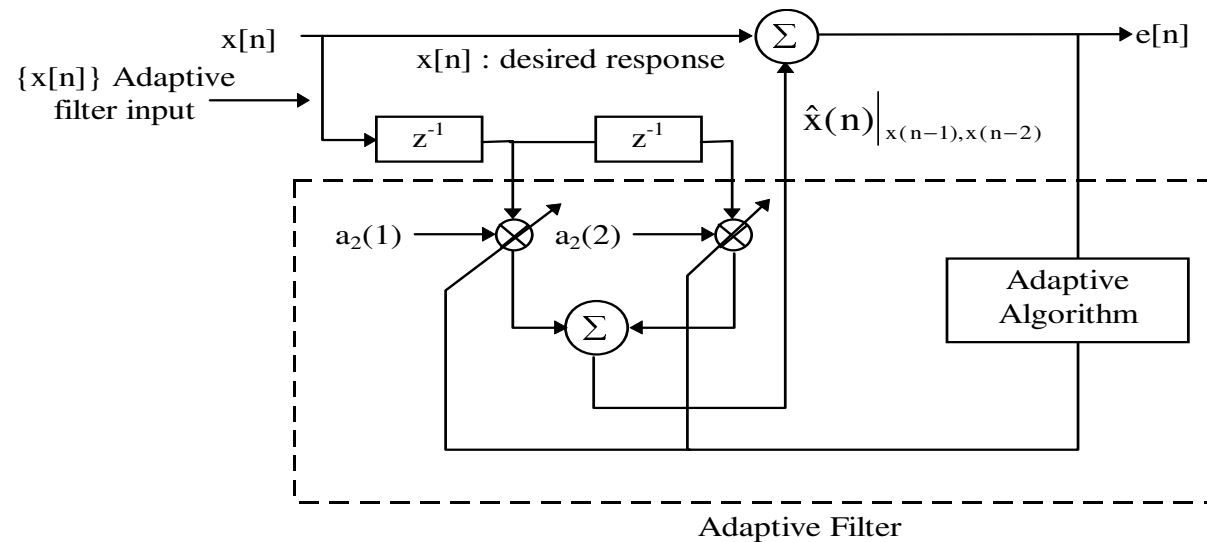 x[n]
Σ
e[n]
x[n] : desired response
{x[n]} Adaptive
filter input
z⁻¹
z⁻¹
x̂(n)|ₓ₍ₙ₋₁₎,ₓ₍ₙ₋₂₎
a₂(1)
a₂(2)
Σ
Adaptive
Algorithm
Adaptive Filter